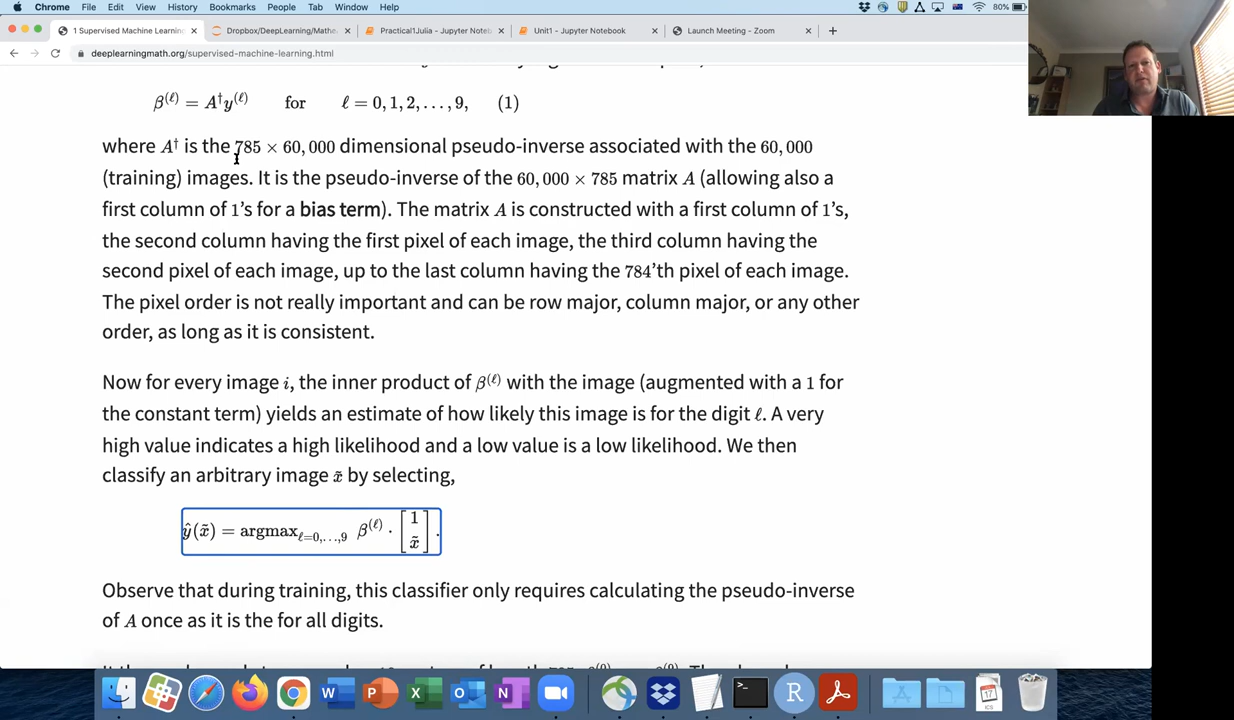 Chrome File Edit View History Bookmarks People Tab Window Help 80%
1 Supervised Machine Learnin × Dropbox/DeepLearning/Mathe × Practical1Julia - Jupyter Noteb × Unit1 - Jupyter Notebook × Launch Meeting - Zoom × +
deeplearningmath.org/supervised-machine-learning.html
β^(ℓ) = A^† y^(ℓ) for ℓ = 0, 1, 2, …, 9, (1)
where A^† is the 785 × 60,000 dimensional pseudo-inverse associated with the 60,000
(training) images. It is the pseudo-inverse of the 60,000 × 785 matrix A (allowing also a
first column of 1's for a bias term). The matrix A is constructed with a first column of 1's,
the second column having the first pixel of each image, the third column having the
second pixel of each image, up to the last column having the 784'th pixel of each image.
The pixel order is not really important and can be row major, column major, or any other
order, as long as it is consistent.
Now for every image i, the inner product of β^(ℓ) with the image (augmented with a 1 for
the constant term) yields an estimate of how likely this image is for the digit ℓ. A very
high value indicates a high likelihood and a low value is a low likelihood. We then
classify an arbitrary image x̃ by selecting,
ŷ(x̃) = argmax_{ℓ=0,…,9} β^(ℓ) · [1 x̃] .
Observe that during training, this classifier only requires calculating the pseudo-inverse
of A once as it is the for all digits.